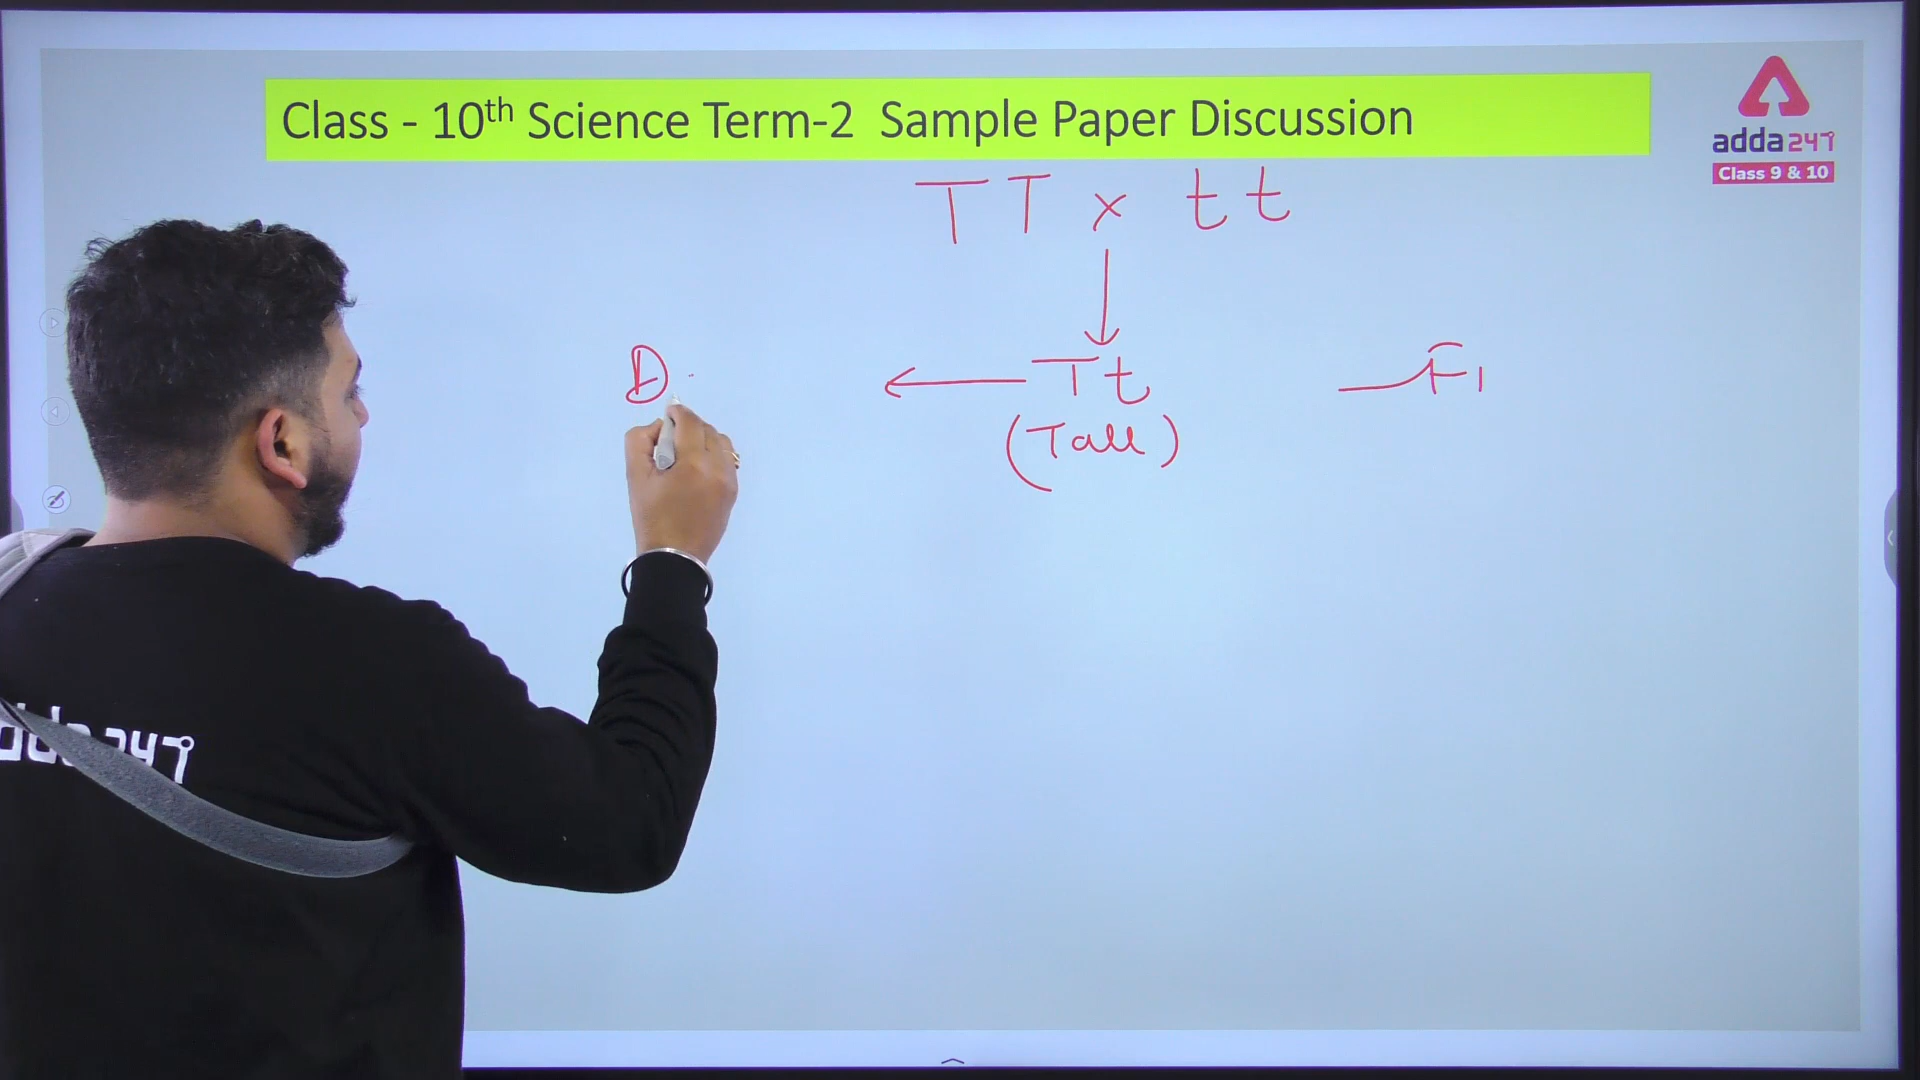 Class - 10th Science Term-2 Sample Paper Discussion
adda247
Class 9 & 10
TT x tt
D
Tt
F1
(Tall)
adda247